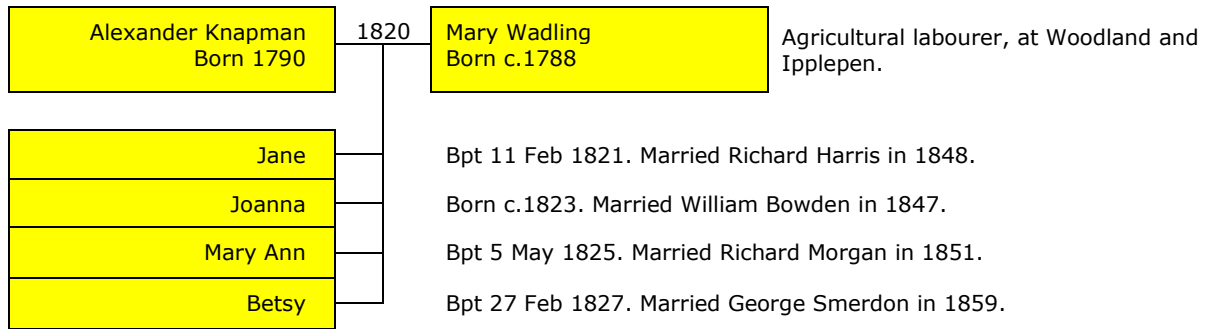 Alexander Knapman 1820 Mary Wadling
Born 1790 Born c.1788
Agricultural labourer, at Woodland and
Ipplepen.
Jane Bpt 11 Feb 1821. Married Richard Harris in 1848.
Joanna Born c.1823. Married William Bowden in 1847.
Mary Ann Bpt 5 May 1825. Married Richard Morgan in 1851.
Betsy Bpt 27 Feb 1827. Married George Smerdon in 1859.